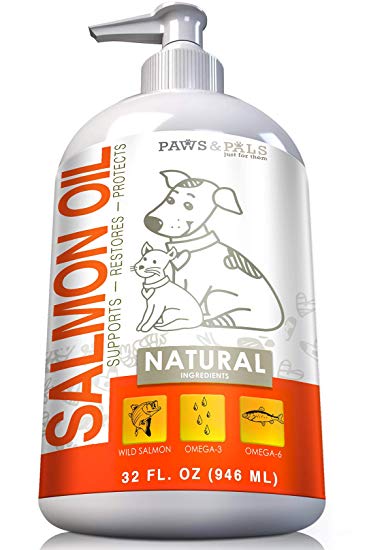 PAWS & PALS
just for them
SALMON OIL
SUPPORTS – RESTORES – PROTECTS
NATURAL
INGREDIENTS
WILD SALMON
OMEGA-3
OMEGA-6
32 FL. OZ (946 ML)